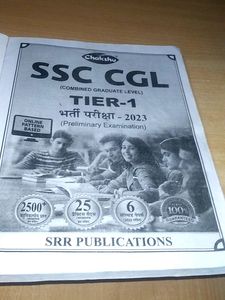 Chakshu
SSC CGL
(COMBINED GRADUATE LEVEL)
TIER-1
भर्ती परीक्षा - 2023
(Preliminary Examination)
ONLINE
PATTERN
BASED
2500+
25
6
100%
SRR PUBLICATIONS